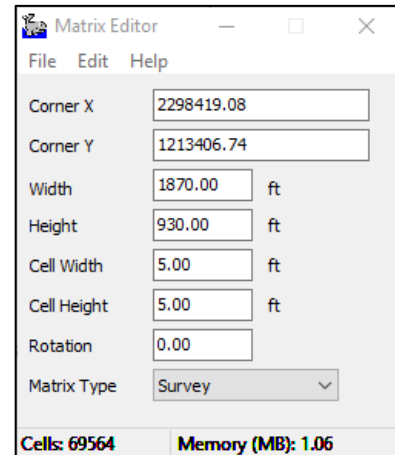 Matrix Editor
File Edit Help
Corner X 2298419.08
Corner Y 1213406.74
Width 1870.00 ft
Height 930.00 ft
Cell Width 5.00 ft
Cell Height 5.00 ft
Rotation 0.00
Matrix Type Survey
Cells: 69564 Memory (MB): 1.06